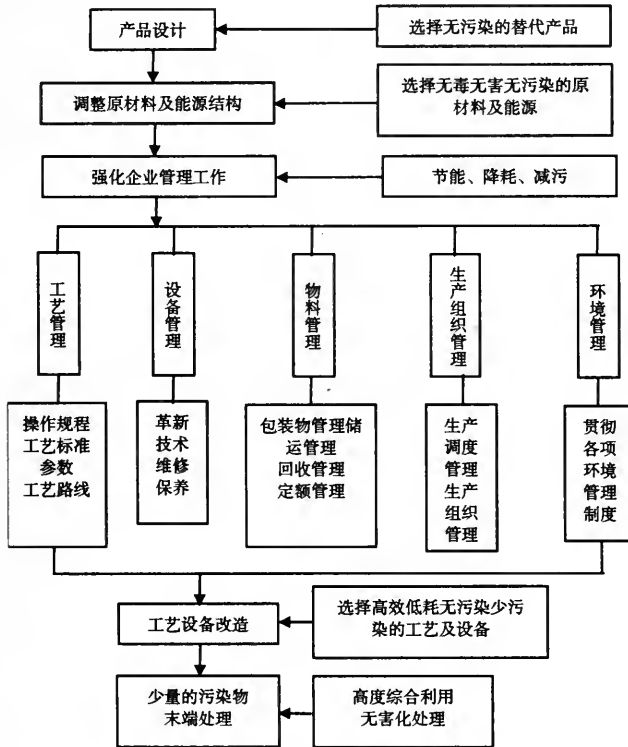 产品设计
选择无污染的替代产品
调整原材料及能源结构
选择无毒无害无污染的原
材料及能源
强化企业管理工作
节能、降耗、减污
工艺管理
设备管理
物料管理
生产组织管理
环境管理
操作规程
工艺标准
参数
工艺路线
革新
技术
维修
保养
包装物管理储
运管理
回收管理
定额管理
生产
调度
管理
生产
组织
管理
贯彻
各项
环境
管理
制度
工艺设备改造
选择高效低耗无污染少污
染的工艺及设备
少量的污染物
末端处理
高度综合利用
无害化处理